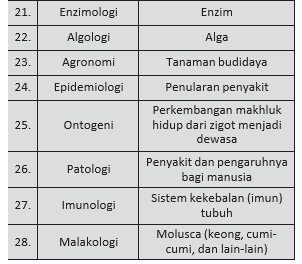 21. Enzimologi Enzim
22. Algologi Alga
23. Agronomi Tanaman budidaya
24. Epidemiologi Penularan penyakit
25. Ontogeni Perkembangan makhluk
hidup dari zigot menjadi
dewasa
26. Patologi Penyakit dan pengaruhnya
bagi manusia
27. Imunologi Sistem kekebalan (imun)
tubuh
28. Malakologi Molusca (keong, cumi-
cumi, dan lain-lain)